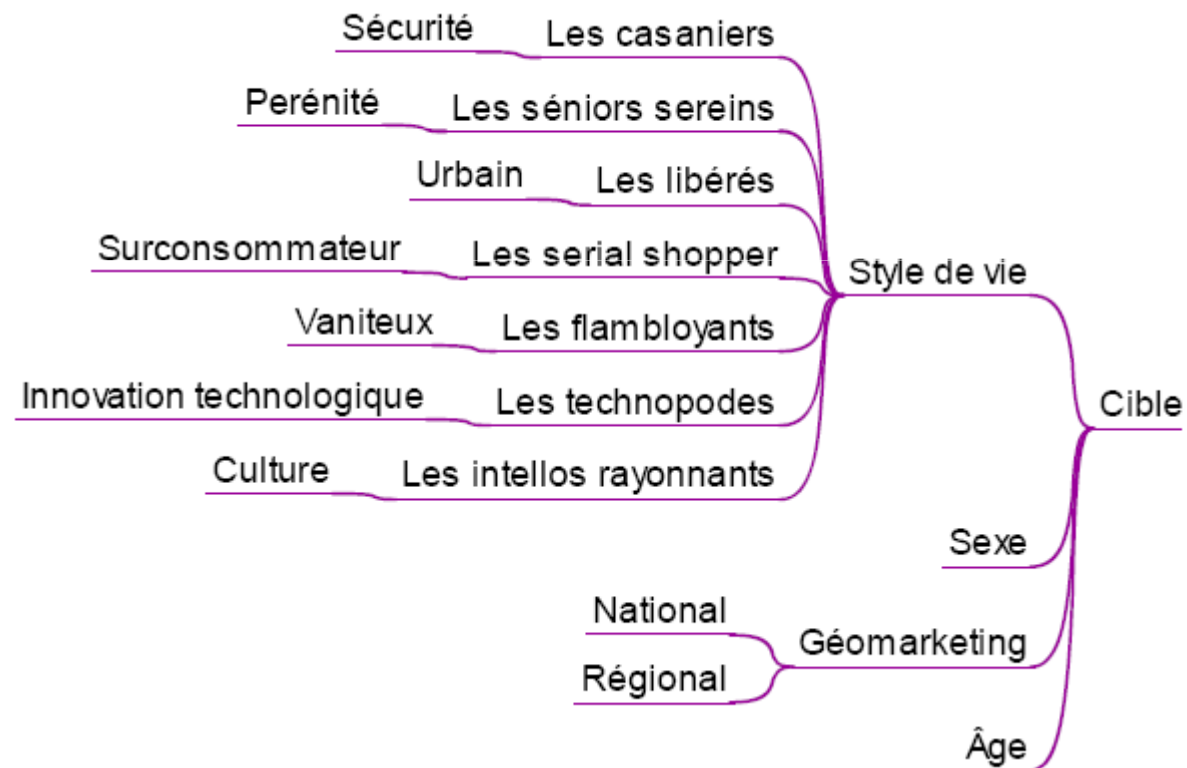 Sécurité
Les casaniers
Perénité
Les séniors sereins
Urbain
Les libérés
Surconsommateur
Les serial shopper
Style de vie
Vaniteux
Les flambloyants
Innovation technologique
Les technopodes
Cible
Culture
Les intellos rayonnants
Sexe
National
Géomarketing
Régional
Âge